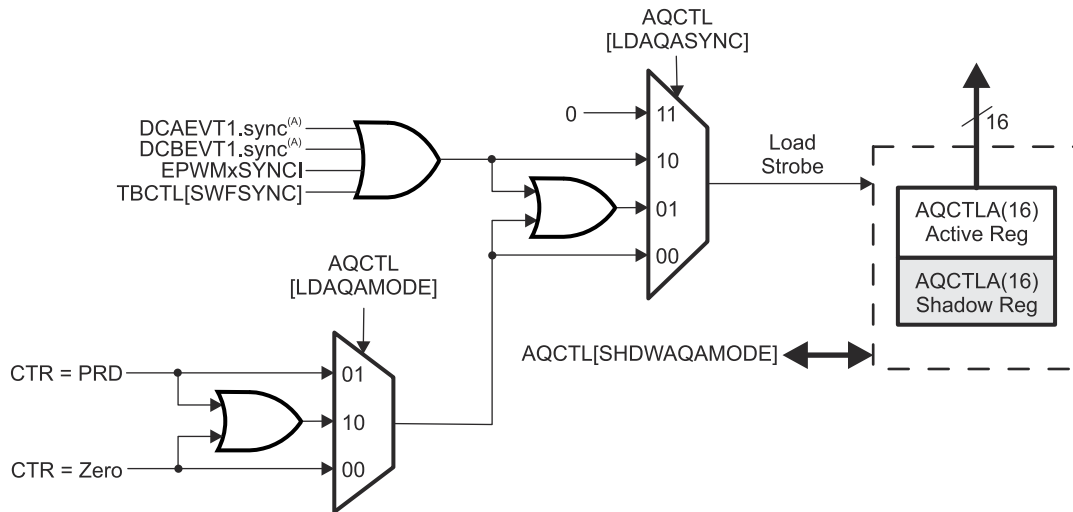 AQCTL
[LDAQASYNC]
0
11
16
DCAEVT1.sync(A)
DCBEVT1.sync(A)
EPWMxSYNCI
TBCTL[SWFSYNC]
10
Load
Strobe
01
AQCTLA(16)
Active Reg
00
AQCTL
[LDAQAMODE]
AQCTLA(16)
Shadow Reg
AQCTL[SHDWAQAMODE]
CTR = PRD
01
10
CTR = Zero
00